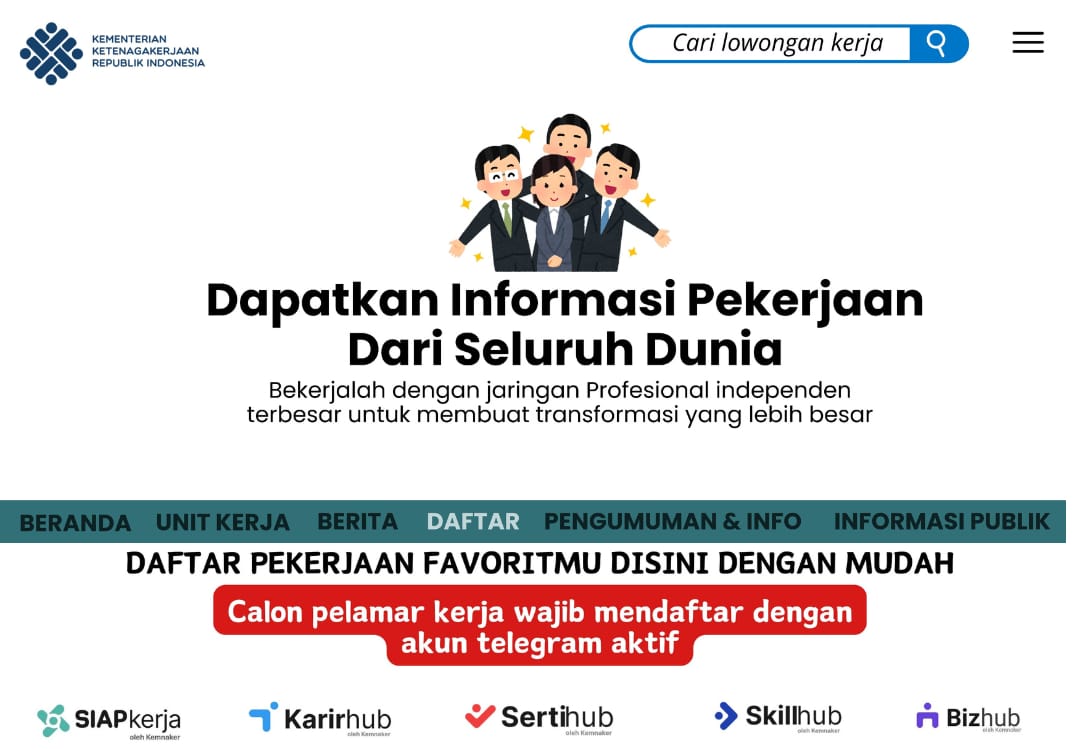 KEMENTERIAN
KETENAGAKERJAAN
REPUBLIK INDONESIA
Cari lowongan kerja
Dapatkan Informasi Pekerjaan
Dari Seluruh Dunia
Bekerjalah dengan jaringan Profesional independen
terbesar untuk membuat transformasi yang lebih besar
BERANDA UNIT KERJA BERITA DAFTAR PENGUMUMAN & INFO INFORMASI PUBLIK
DAFTAR PEKERJAAN FAVORITMU DISINI DENGAN MUDAH
Calon pelamar kerja wajib mendaftar dengan
akun telegram aktif
SIAPkerja Karirhub Sertihub Skillhub Bizhub
oleh Kemnaker oleh Kemnaker oleh Kemnaker oleh Kemnaker oleh Kemnaker